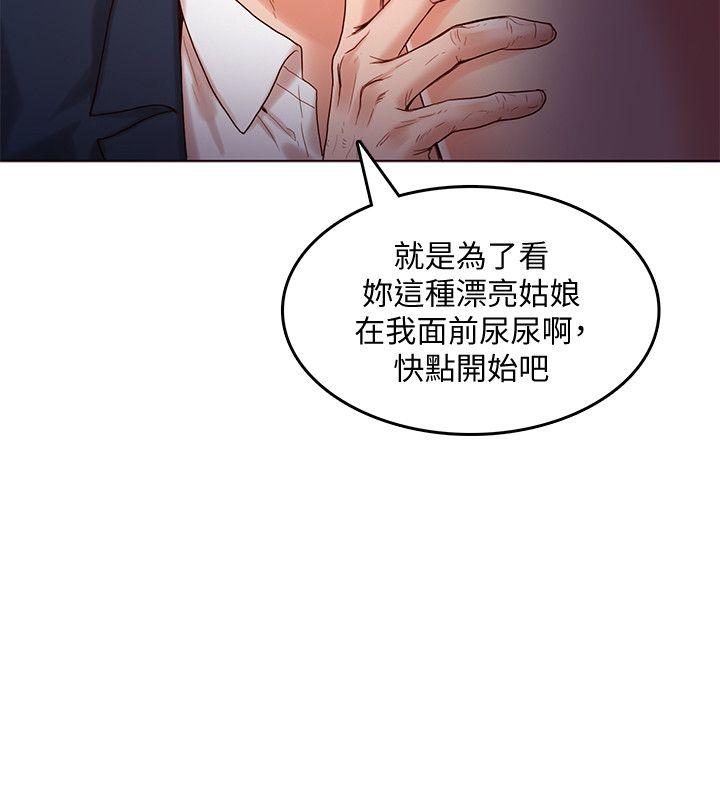 就是為了看
妳這種漂亮姑娘
在我面前尿尿啊,
快點開始吧